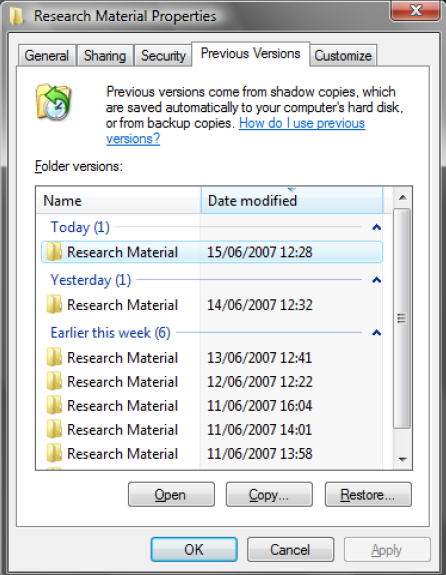 Research Material Properties
General Sharing Security Previous Versions Customize
Previous versions come from shadow copies, which
are saved automatically to your computer's hard disk,
or from backup copies. How do I use previous
versions?
Folder versions:
Name Date modified
Today (1)
Research Material 15/06/2007 12:28
Yesterday (1)
Research Material 14/06/2007 12:32
Earlier this week (6)
Research Material 13/06/2007 12:41
Research Material 12/06/2007 12:22
Research Material 11/06/2007 16:04
Research Material 11/06/2007 14:01
Research Material 11/06/2007 13:58
Open Copy... Restore...
OK Cancel Apply